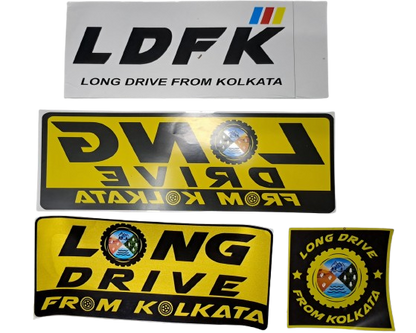 LDFK
LONG DRIVE FROM KOLKATA
LONG
DRIVE
FROM KOLKATA
LONG
DRIVE
FROM KOLKATA
LONG DRIVE
FROM KOLKATA